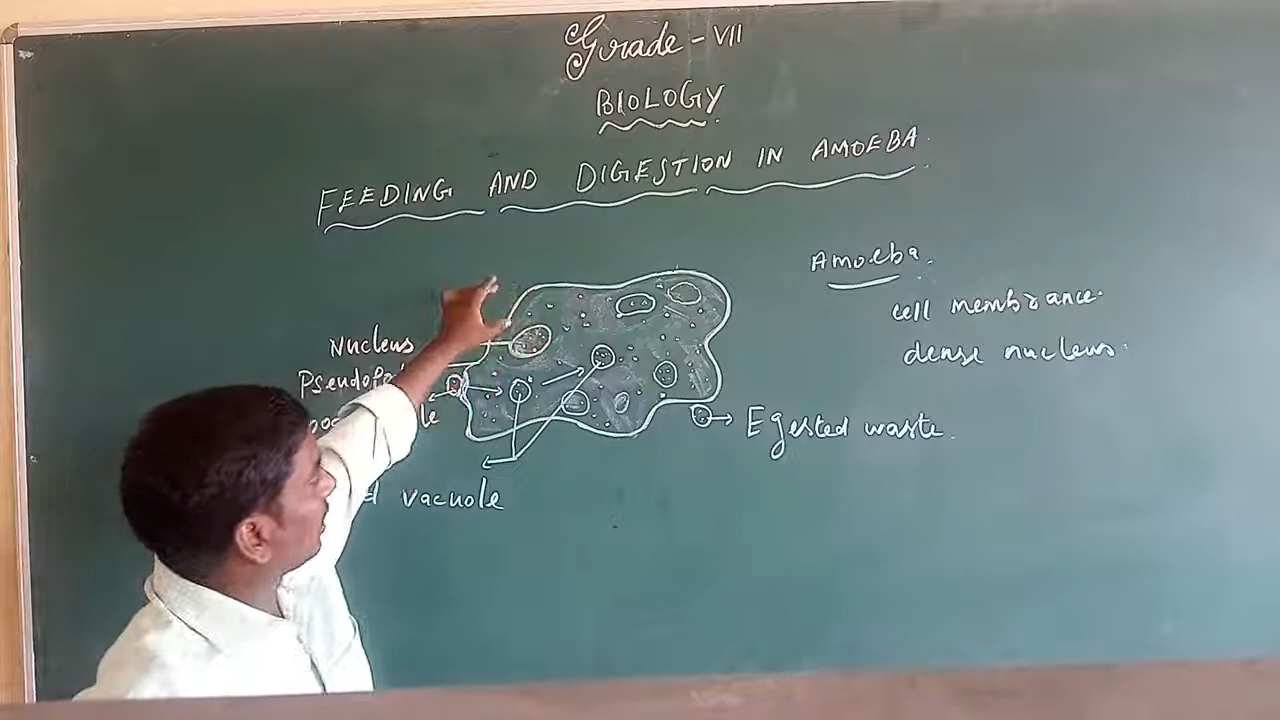 Grade - VII
BIOLOGY
FEEDING AND DIGESTION IN AMOEBA.
Amoeba.
cell membrance.
dense nucleus.
Nucleus
Egested waste.
vacuole